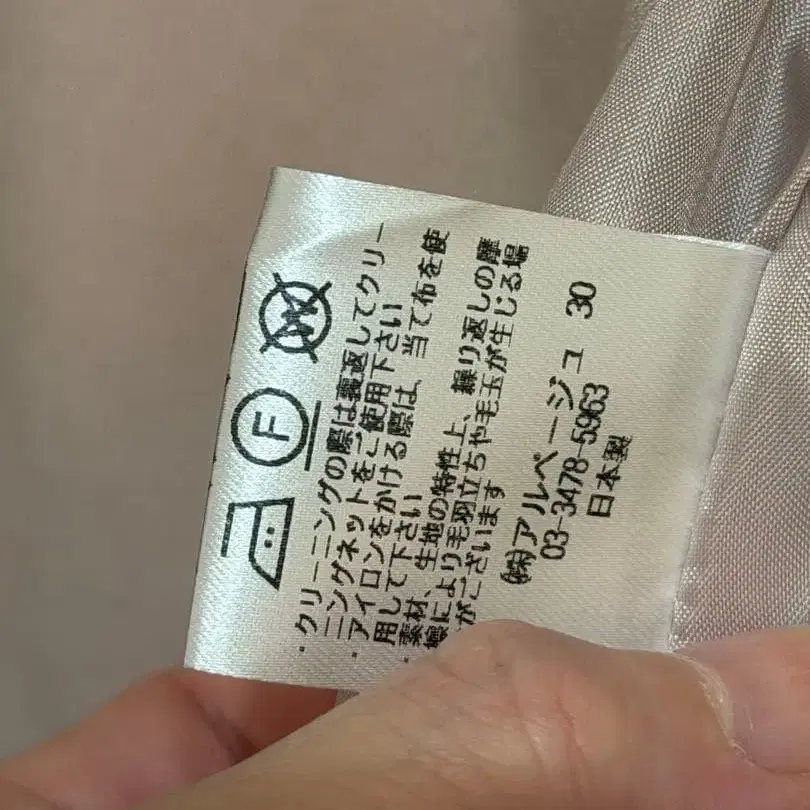 W
F
・クリーニングの際は裏返してクリー
ニングネットをご使用下さい
・アイロンをかける際は、当て布を使
用して下さい
・素材、生地の特性上、繰り返しの摩
擦により毛羽立ちや毛玉が生じる場
がございます
(株)アルページュ 30
03-3478-5963
日本製